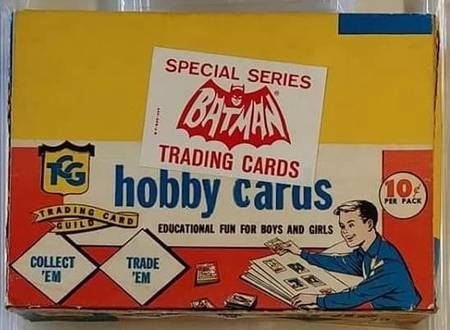 SPECIAL SERIES
BATMAN
TRADING CARDS
TCG
TRADING CARD
GUILD
hobby cards
10¢
PER PACK
EDUCATIONAL FUN FOR BOYS AND GIRLS
COLLECT
'EM
TRADE
'EM